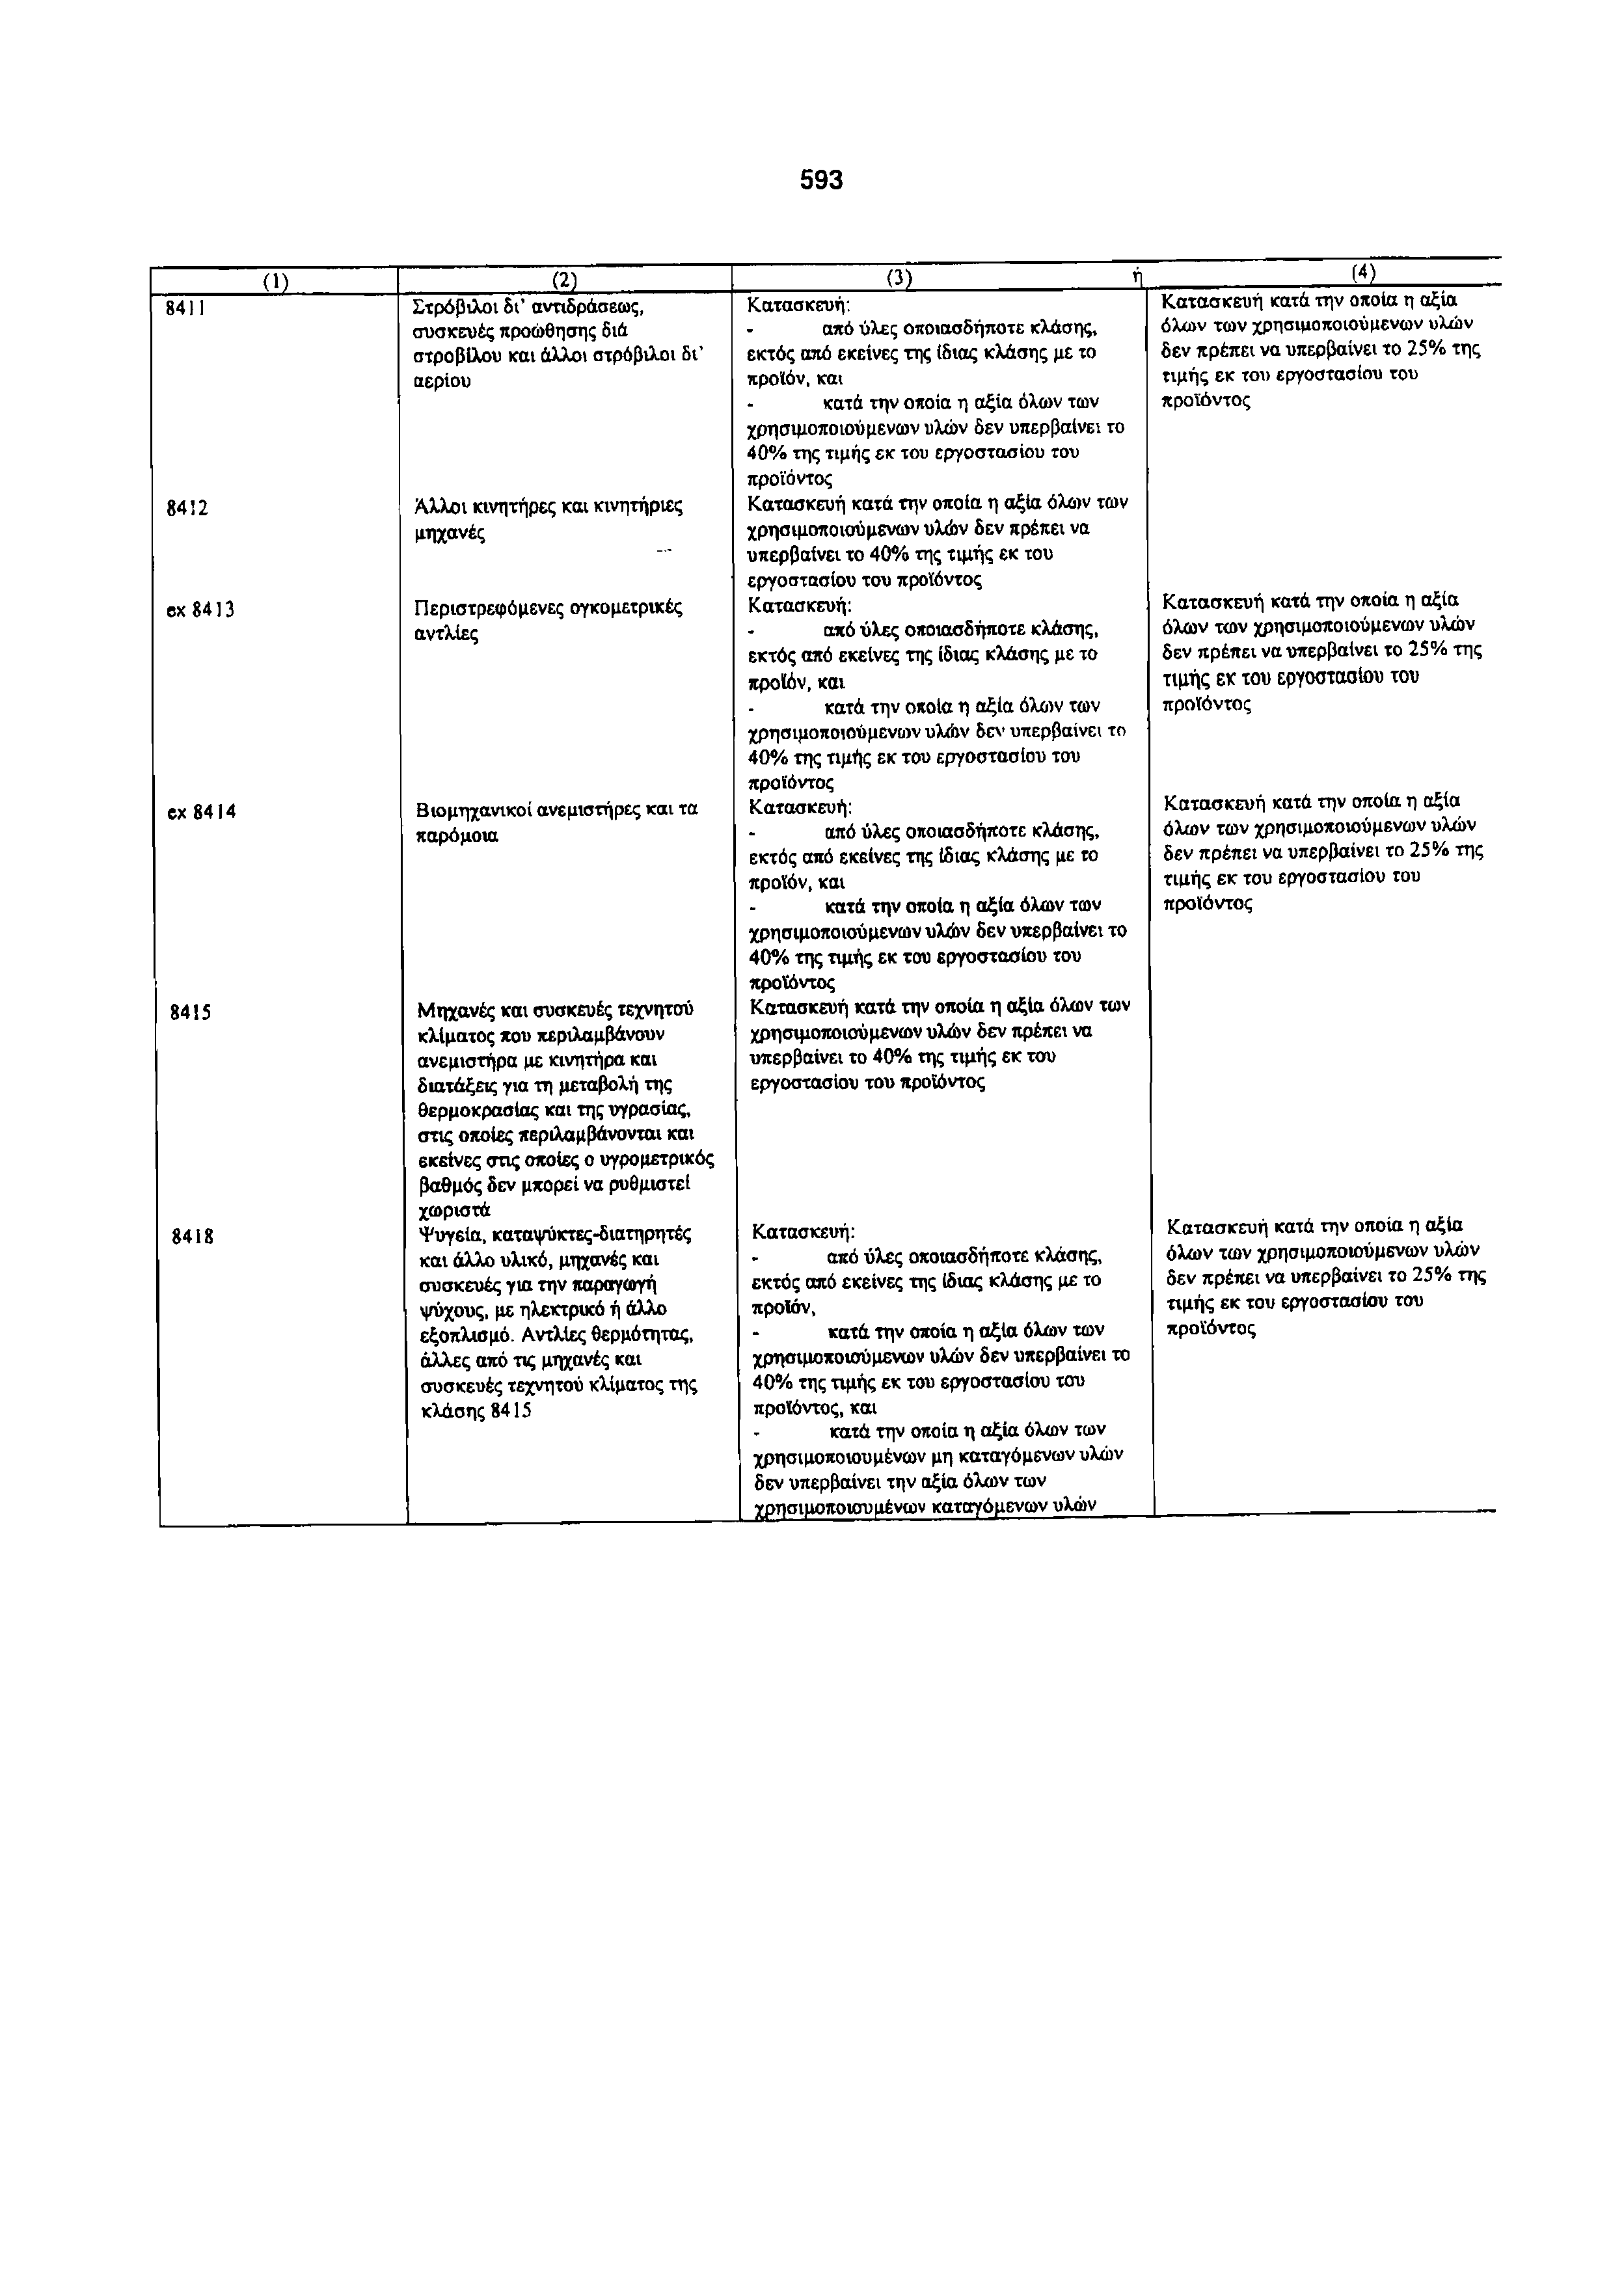 593
(1) (2) (3) ή (4)
8411
Στρόβιλοι δι' αντιδράσεως,
συσκευές προώθησης διά
στροβίλου και άλλοι στρόβιλοι δι'
αερίου
Κατασκευή:
- από ύλες οποιασδήποτε κλάσης,
εκτός από εκείνες της ίδιας κλάσης με το
προϊόν, και
- κατά την οποία η αξία όλων των
χρησιμοποιούμενων υλών δεν υπερβαίνει το
40% της τιμής εκ του εργοστασίου του
προϊόντος
Κατασκευή κατά την οποία η αξία
όλων των χρησιμοποιούμενων υλών
δεν πρέπει να υπερβαίνει το 25% της
τιμής εκ του εργοστασίου του
προϊόντος
8412
Άλλοι κινητήρες και κινητήριες
μηχανές
Κατασκευή κατά την οποία η αξία όλων των
χρησιμοποιούμενων υλών δεν πρέπει να
υπερβαίνει το 40% της τιμής εκ του
εργοστασίου του προϊόντος
ex 8413
Περιστρεφόμενες ογκομετρικές
αντλίες
Κατασκευή:
- από ύλες οποιασδήποτε κλάσης,
εκτός από εκείνες της ίδιας κλάσης με το
προϊόν, και
- κατά την οποία η αξία όλων των
χρησιμοποιούμενων υλών δεν υπερβαίνει το
40% της τιμής εκ του εργοστασίου του
προϊόντος
Κατασκευή κατά την οποία η αξία
όλων των χρησιμοποιούμενων υλών
δεν πρέπει να υπερβαίνει το 25% της
τιμής εκ του εργοστασίου του
προϊόντος
ex 8414
Βιομηχανικοί ανεμιστήρες και τα
παρόμοια
Κατασκευή:
- από ύλες οποιασδήποτε κλάσης,
εκτός από εκείνες της ίδιας κλάσης με το
προϊόν, και
- κατά την οποία η αξία όλων των
χρησιμοποιούμενων υλών δεν υπερβαίνει το
40% της τιμής εκ του εργοστασίου του
προϊόντος
Κατασκευή κατά την οποία η αξία
όλων των χρησιμοποιούμενων υλών
δεν πρέπει να υπερβαίνει το 25% της
τιμής εκ του εργοστασίου του
προϊόντος
8415
Μηχανές και συσκευές τεχνητού
κλίματος που περιλαμβάνουν
ανεμιστήρα με κινητήρα και
διατάξεις για τη μεταβολή της
θερμοκρασίας και της υγρασίας,
στις οποίες περιλαμβάνονται και
εκείνες στις οποίες ο υγρομετρικός
βαθμός δεν μπορεί να ρυθμιστεί
χωριστά
Κατασκευή κατά την οποία η αξία όλων των
χρησιμοποιούμενων υλών δεν πρέπει να
υπερβαίνει το 40% της τιμής εκ του
εργοστασίου του προϊόντος
8418
Ψυγεία, καταψύκτες-διατηρητές
και άλλο υλικό, μηχανές και
συσκευές για την παραγωγή
ψύχους, με ηλεκτρικό ή άλλο
εξοπλισμό. Αντλίες θερμότητας,
άλλες από τις μηχανές και
συσκευές τεχνητού κλίματος της
κλάσης 8415
Κατασκευή:
- από ύλες οποιασδήποτε κλάσης,
εκτός από εκείνες της ίδιας κλάσης με το
προϊόν,
- κατά την οποία η αξία όλων των
χρησιμοποιούμενων υλών δεν υπερβαίνει το
40% της τιμής εκ του εργοστασίου του
προϊόντος, και
- κατά την οποία η αξία όλων των
χρησιμοποιουμένων μη καταγόμενων υλών
δεν υπερβαίνει την αξία όλων των
χρησιμοποιουμένων καταγόμενων υλών
Κατασκευή κατά την οποία η αξία
όλων των χρησιμοποιούμενων υλών
δεν πρέπει να υπερβαίνει το 25% της
τιμής εκ του εργοστασίου του
προϊόντος